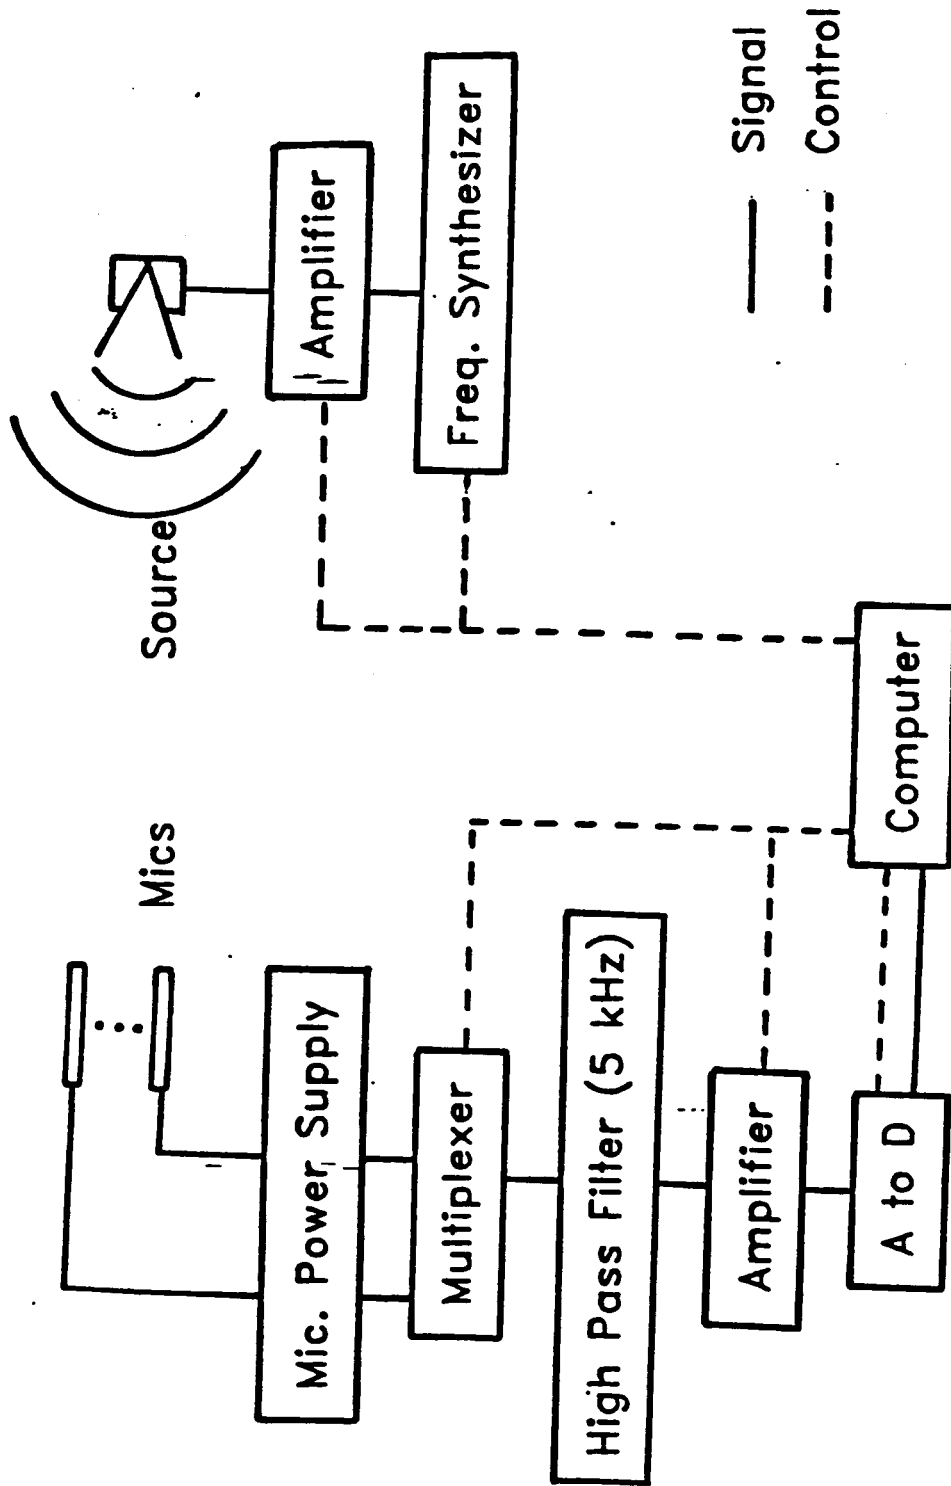 Mics
Source
Mic. Power Supply
Amplifier
Multiplexer
Freq. Synthesizer
High Pass Filter (5 kHz)
Amplifier
Signal
Control
A to D
Computer